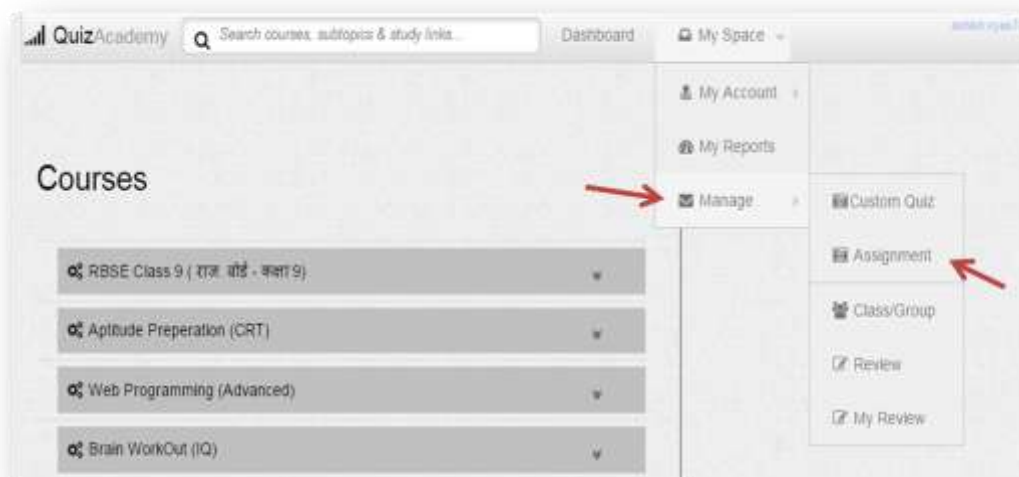 QuizAcademy
Search courses, subtopics & study links...
Dashboard
My Space
My Account
My Reports
Manage
Custom Quiz
Assignment
Class/Group
Review
My Review
Courses
RBSE Class 9 ( राज. बोर्ड - कक्षा 9)
Aptitude Preperation (CRT)
Web Programming (Advanced)
Brain WorkOut (IQ)